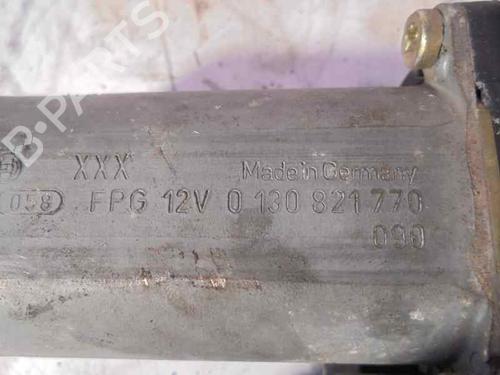 B-PARTS
XXX Made in Germany
058 FPG 12V 0 130 821 770
090